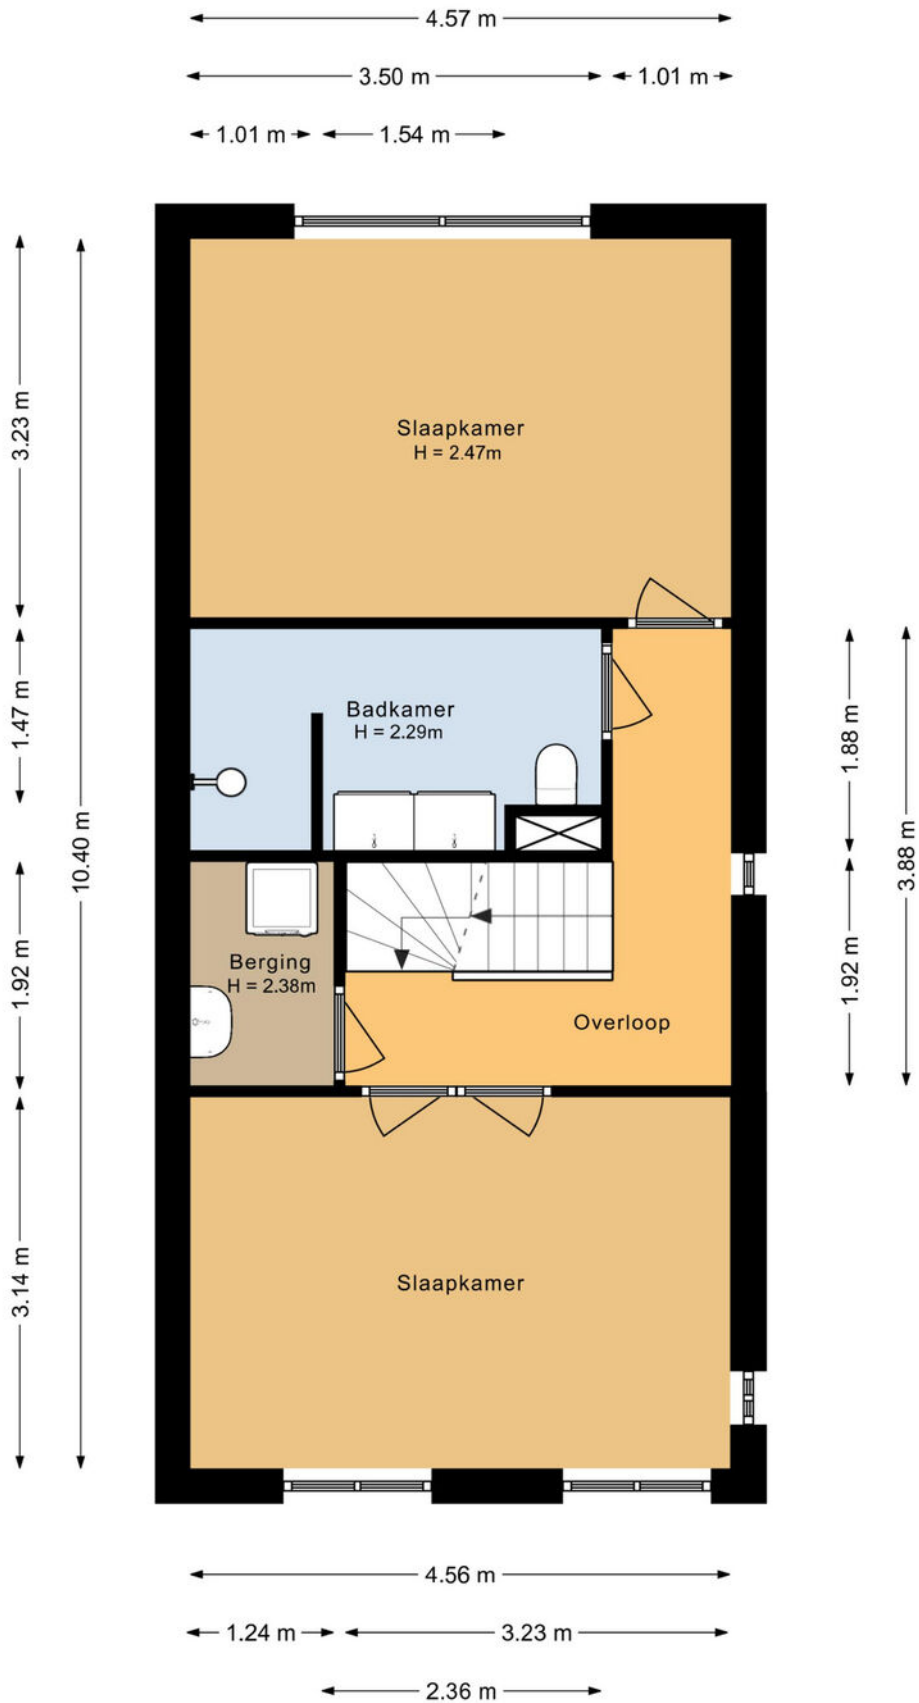 4.57 m
3.50 m
1.01 m
1.01 m
1.54 m
3.23 m
Slaapkamer
H = 2.47m
1.47 m
Badkamer
H = 2.29m
1.88 m
10.40 m
3.88 m
1.92 m
Berging
H = 2.38m
1.92 m
Overloop
3.14 m
Slaapkamer
4.56 m
1.24 m
3.23 m
2.36 m